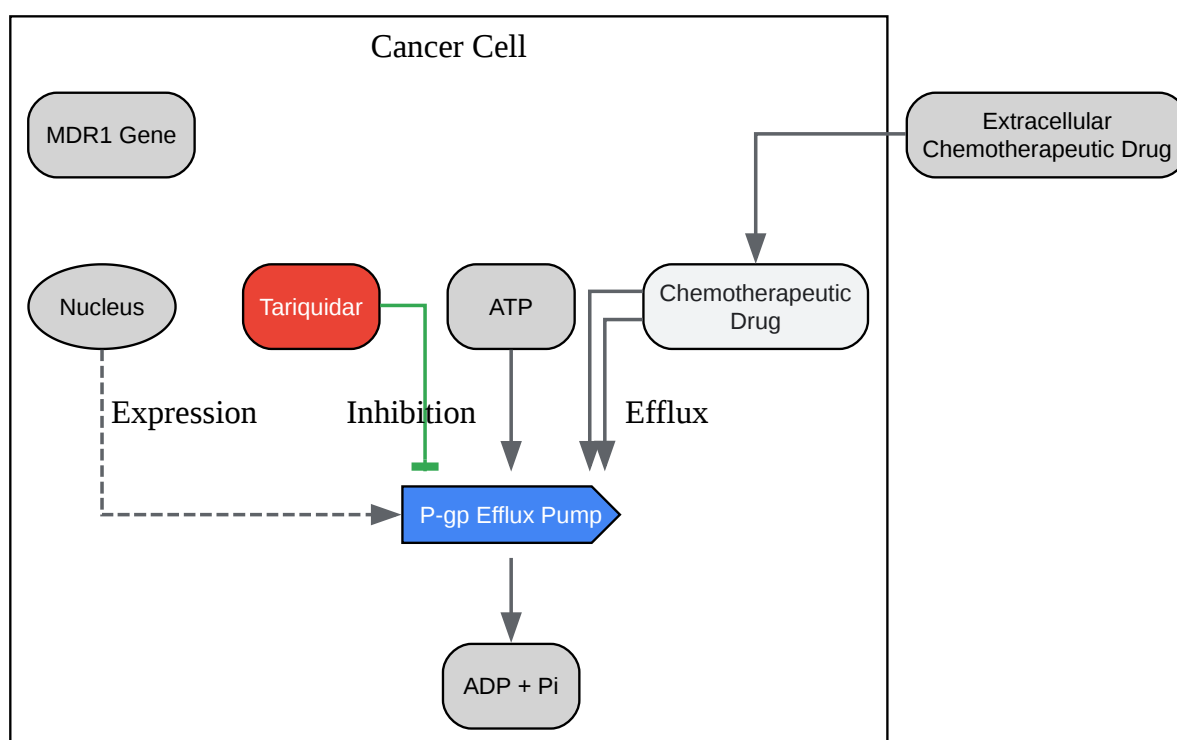 Cancer Cell
MDR1 Gene
Extracellular
Chemotherapeutic Drug
Nucleus
Tariquidar
ATP
Chemotherapeutic
Drug
Expression
Inhibition
Efflux
P-gp Efflux Pump
ADP + Pi